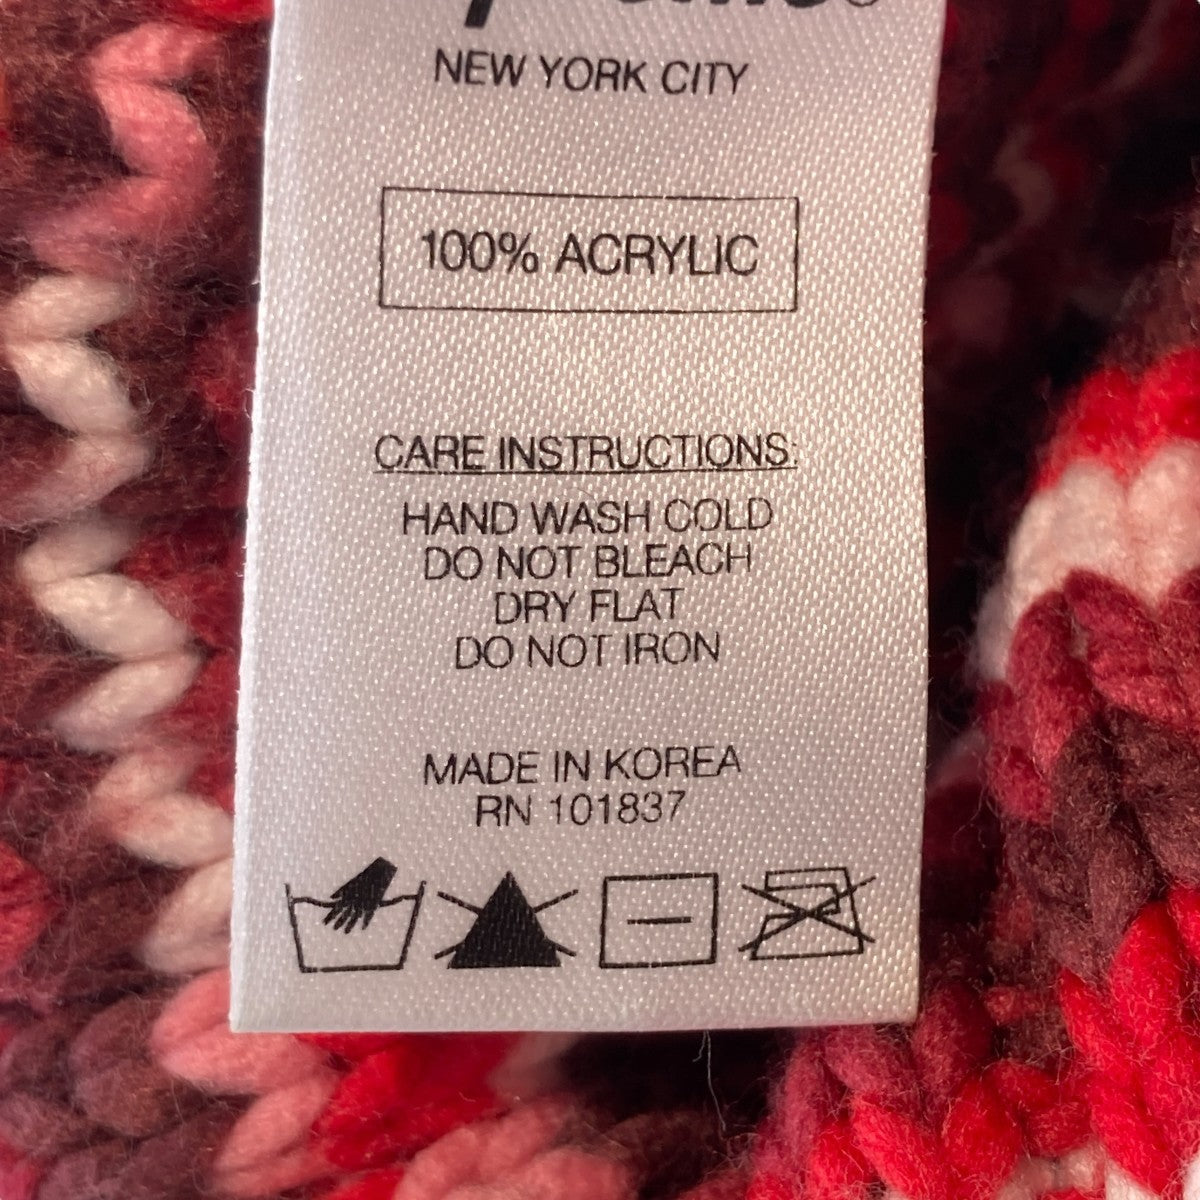 NEW YORK CITY
100% ACRYLIC
CARE INSTRUCTIONS:
HAND WASH COLD
DO NOT BLEACH
DRY FLAT
DO NOT IRON
MADE IN KOREA
RN 101837